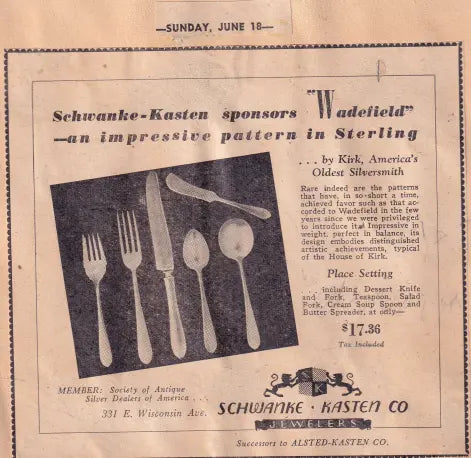 —SUNDAY, JUNE 18—
Schwanke-Kasten sponsors "Wadefield"
—an impressive pattern in Sterling
. . . by Kirk, America's
Oldest Silversmith
Rare indeed are the patterns
that have, in so short a time,
achieved favor such as that ac-
corded to Wadefield in the few
years since we were privileged
to introduce it. Impressive in
weight, perfect in balance, its
design embodies distinguished
artistic achievements, typical
of the House of Kirk.
Place Setting
. . . including Dessert Knife
and Fork, Teaspoon, Salad
Fork, Cream Soup Spoon and
Butter Spreader, at only—
$17.36
Tax Included
MEMBER: Society of Antique
Silver Dealers of America . . .
331 E. Wisconsin Ave.
SK
SCHWANKE · KASTEN CO
JEWELERS
Successors to ALSTED-KASTEN CO.